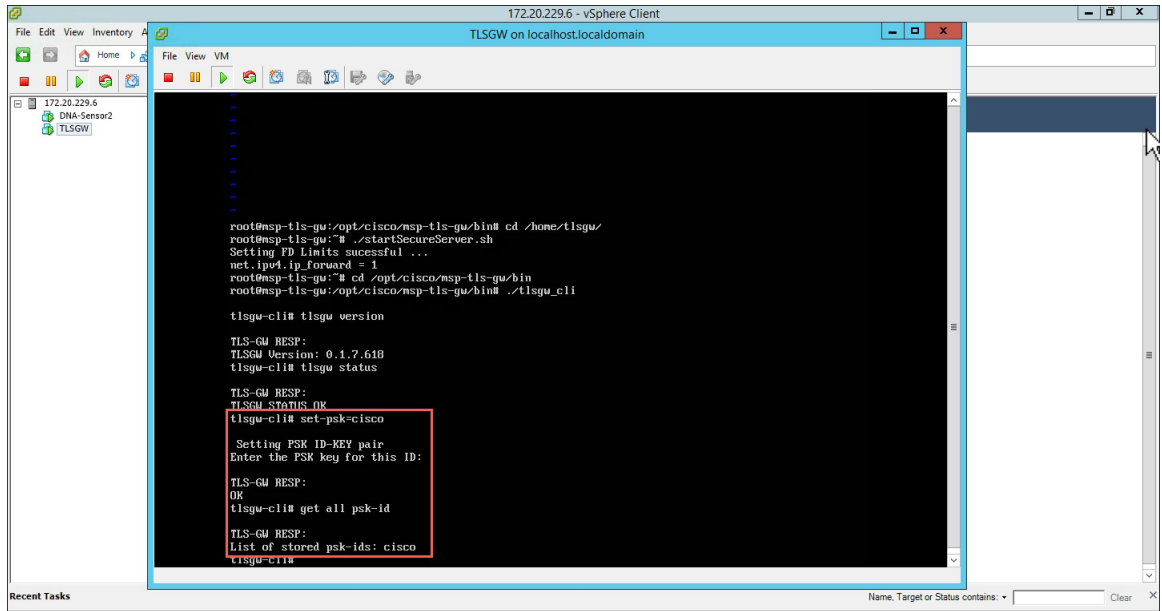 172.20.229.6 - vSphere Client
File Edit View Inventory A
TLSGW on localhost.localdomain
Home
File View VM
172.20.229.6
DNA-Sensor2
TLSGW
root@msp-tls-gw:/opt/cisco/msp-tls-gw/bin# cd /home/tlsgw/
root@msp-tls-gw:~# ./startSecureServer.sh
Setting FD Limits sucessful ...
net.ipv4.ip_forward = 1
root@msp-tls-gw:~# cd /opt/cisco/msp-tls-gw/bin
root@msp-tls-gw:/opt/cisco/msp-tls-gw/bin# ./tlsgw_cli
tlsgw-cli# tlsgw version
TLS-GW RESP:
TLSGW Version: 0.1.7.618
tlsgw-cli# tlsgw status
TLS-GW RESP:
TLSGW STATUS OK
tlsgw-cli# set-psk=cisco
Setting PSK ID-KEY pair
Enter the PSK key for this ID:
TLS-GW RESP:
OK
tlsgw-cli# get all psk-id
TLS-GW RESP:
List of stored psk-ids: cisco
tlsgw-cli#
Recent Tasks
Name, Target or Status contains:
Clear